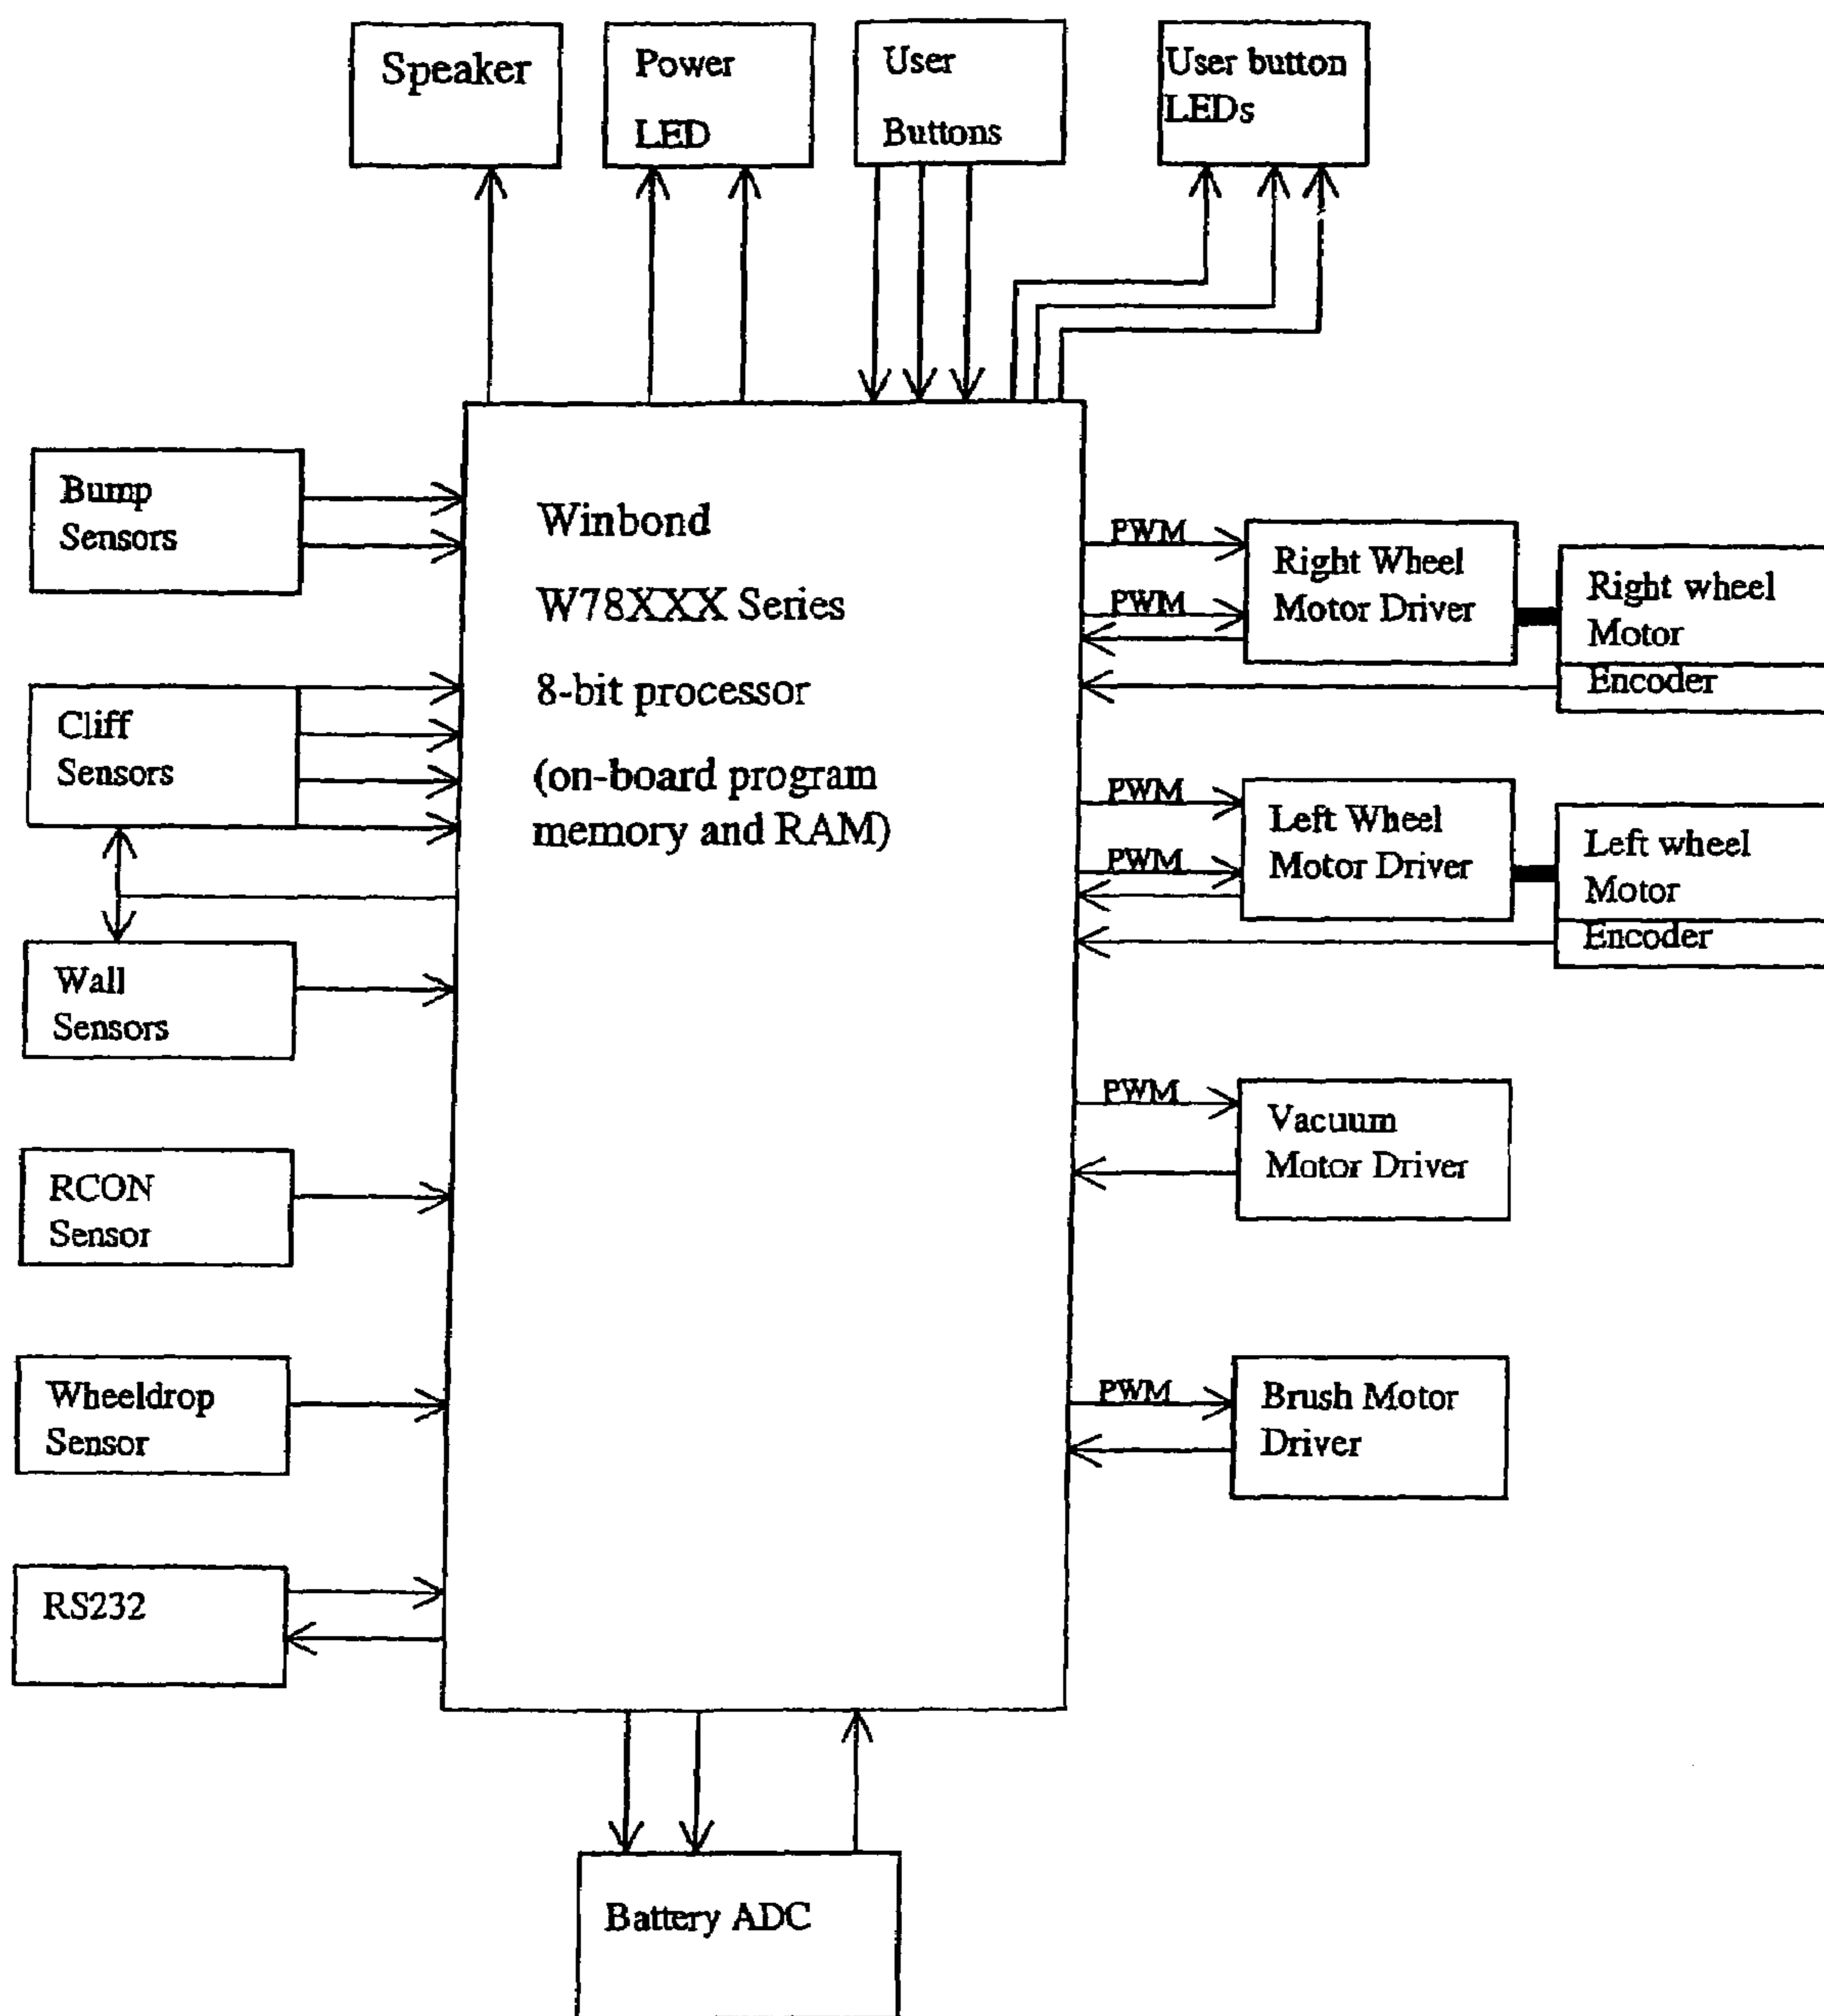 Speaker
Power
LED
User
Buttons
User button
LEDs
Bump
Sensors
Cliff
Sensors
Wall
Sensors
RCON
Sensor
Wheeldrop
Sensor
RS232
Winbond
W78XXX Series
8-bit processor
(on-board program
memory and RAM)
PWM
PWM
Right Wheel
Motor Driver
Right wheel
Motor
Encoder
PWM
PWM
Left Wheel
Motor Driver
Left wheel
Motor
Encoder
PWM
Vacuum
Motor Driver
PWM
Brush Motor
Driver
Battery ADC